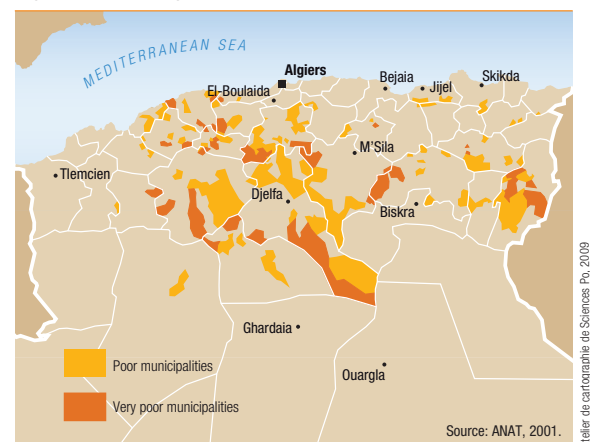 MEDITERRANEAN SEA
Algiers
El-Boulaida
Bejaia
Jijel
Skikda
M'Sila
Tlemcien
Djelfa
Biskra
Ghardaia
Ouargla
Poor municipalities
Very poor municipalities
Source: ANAT, 2001.
telier de cartographie de Sciences Po, 2009